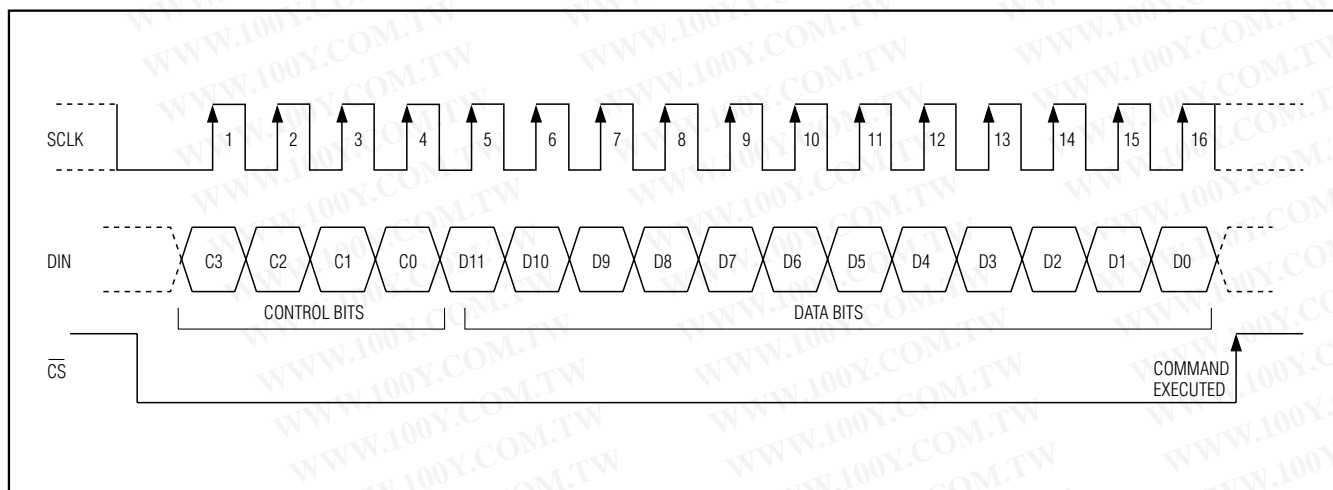 SCLK 1 2 3 4 5 6 7 8 9 10 11 12 13 14 15 16
DIN C3 C2 C1 C0 D11 D10 D9 D8 D7 D6 D5 D4 D3 D2 D1 D0
CONTROL BITS DATA BITS
CS
COMMAND
EXECUTED
WWW.100Y.COM.TW